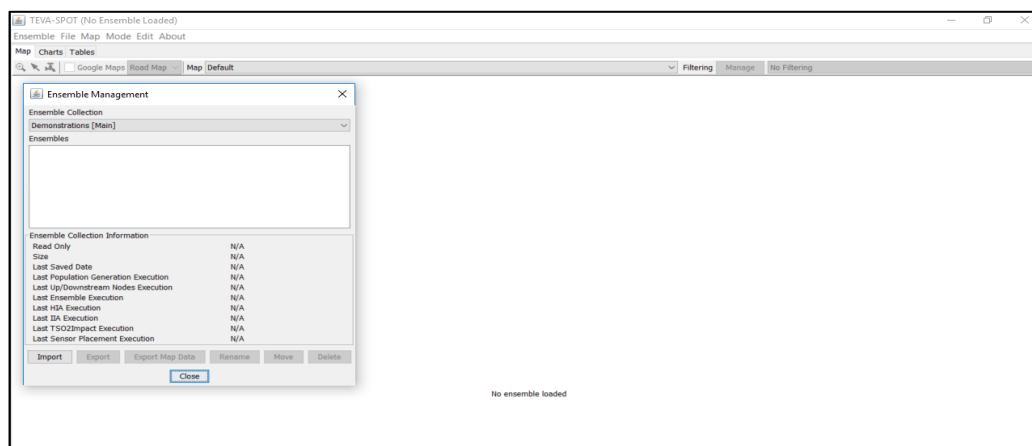 TEVA-SPOT (No Ensemble Loaded)
Ensemble File Map Mode Edit About
Map Charts Tables
Google Maps Road Map Map Default Filtering Manage No Filtering
Ensemble Management
Ensemble Collection
Demonstrations [Main]
Ensembles
Ensemble Collection Information
Read Only N/A
Size N/A
Last Saved Date N/A
Last Population Generation Execution N/A
Last Up/Downstream Nodes Execution N/A
Last Ensemble Execution N/A
Last HIA Execution N/A
Last IIA Execution N/A
Last TSO2Impact Execution N/A
Last Sensor Placement Execution N/A
Import Export Export Map Data Rename Move Delete
Close
No ensemble loaded